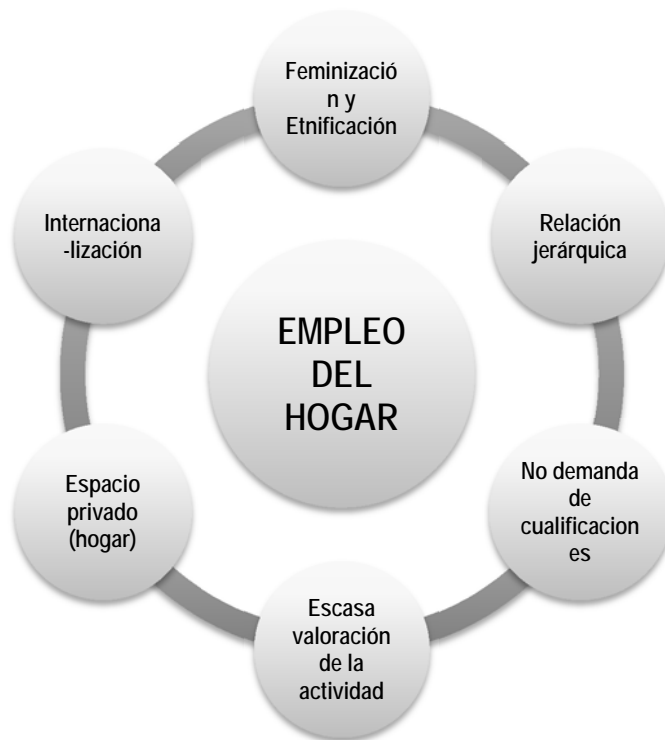 Feminizació
n y
Etnificación
Internaciona
-lización
Relación
jerárquica
EMPLEO
DEL
HOGAR
Espacio
privado
(hogar)
No demanda
de
cualificacion
es
Escasa
valoración
de la
actividad